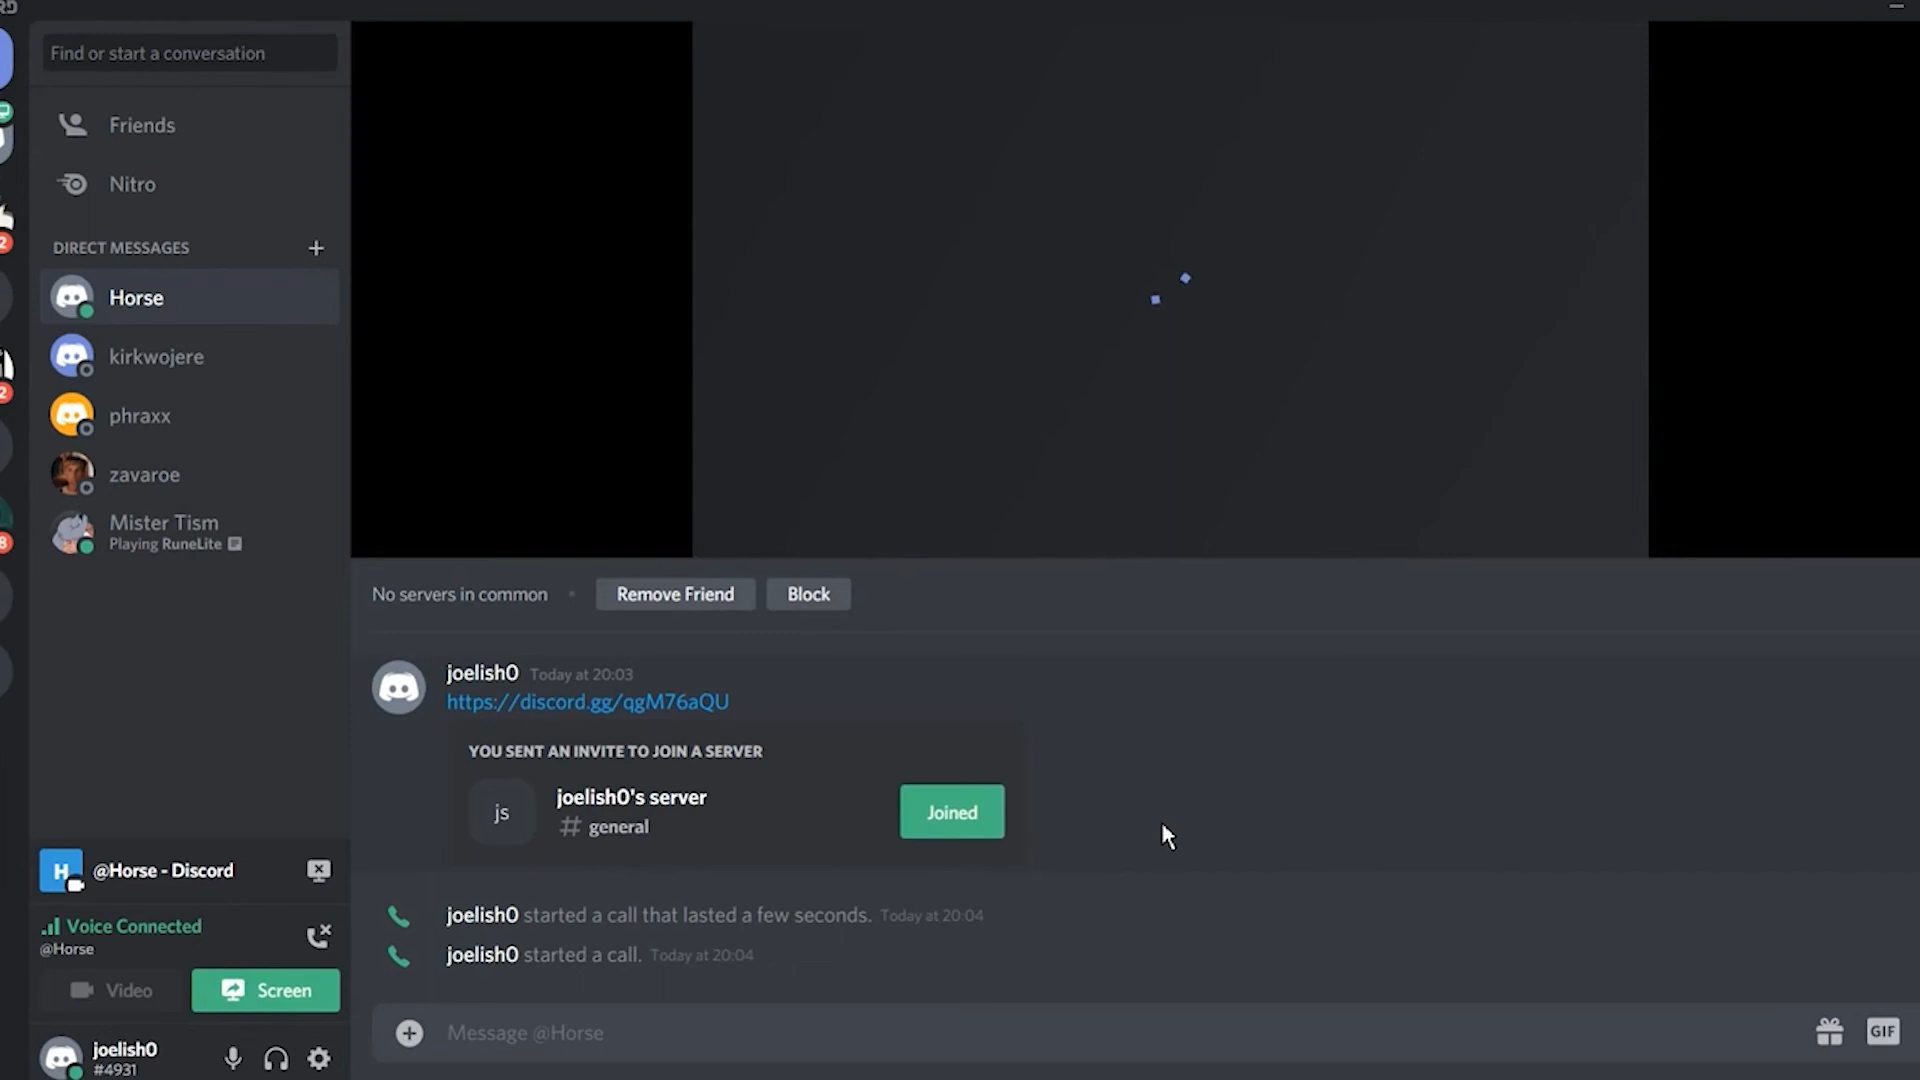 Find or start a conversation
Friends
Nitro
DIRECT MESSAGES
Horse
kirkwojere
phraxx
zavaroe
Mister Tism
Playing RuneLite
2
2
8
@Horse - Discord
Voice Connected
@Horse
Video
Screen
joelish0
#4931
No servers in common
Remove Friend
Block
joelish0 Today at 20:03
https://discord.gg/qgM76aQU
YOU SENT AN INVITE TO JOIN A SERVER
js
joelish0's server
# general
Joined
joelish0 started a call that lasted a few seconds. Today at 20:04
joelish0 started a call. Today at 20:04
Message @Horse
GIF